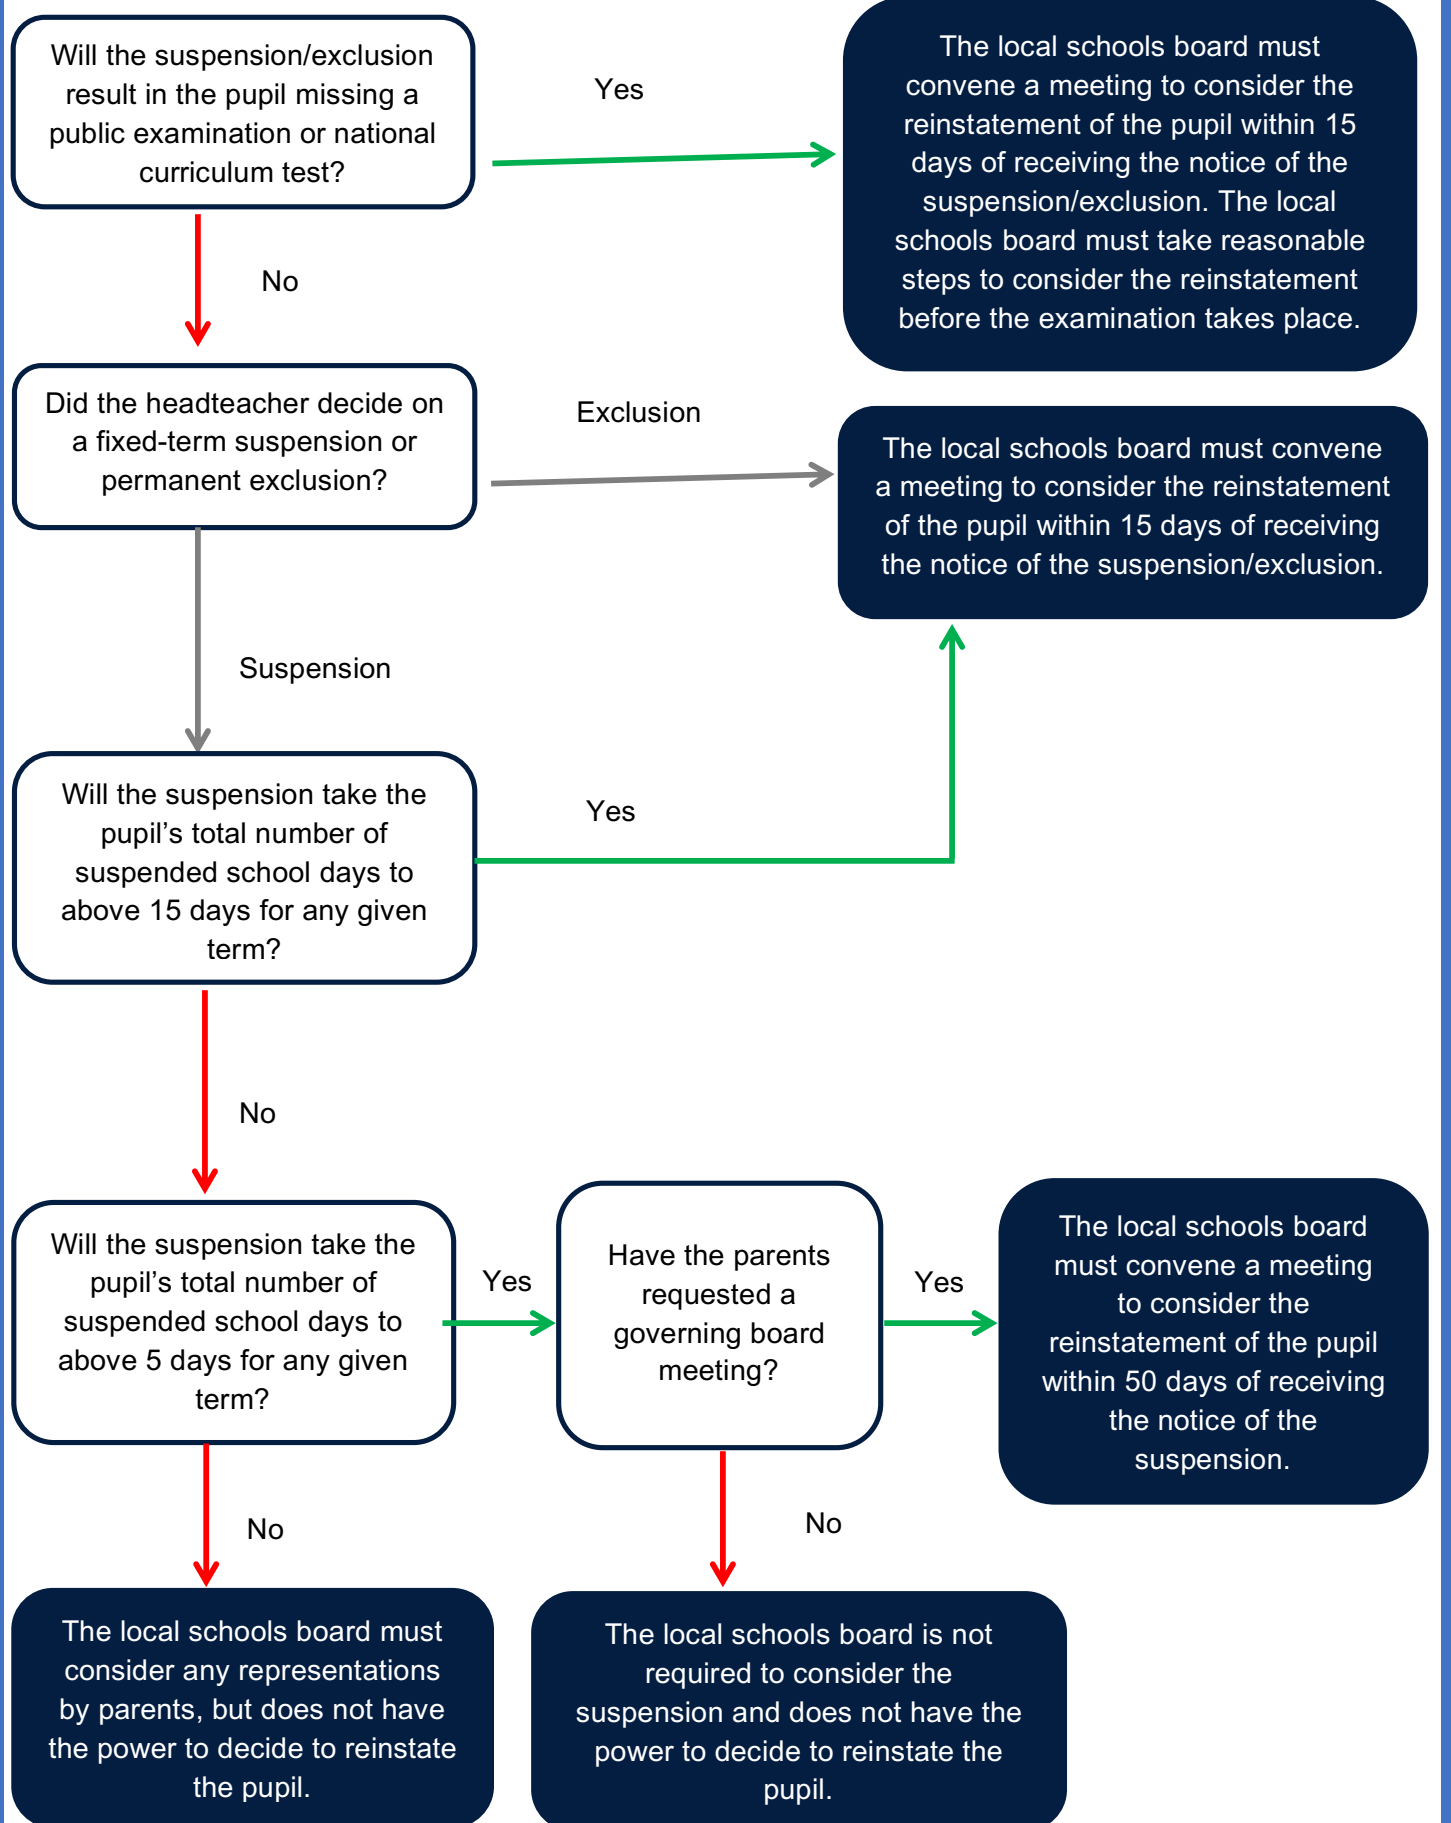 Will the suspension/exclusion
result in the pupil missing a
public examination or national
curriculum test?
Yes
The local schools board must
convene a meeting to consider the
reinstatement of the pupil within 15
days of receiving the notice of the
suspension/exclusion. The local
schools board must take reasonable
steps to consider the reinstatement
before the examination takes place.
No
Did the headteacher decide on
a fixed-term suspension or
permanent exclusion?
Exclusion
The local schools board must convene
a meeting to consider the reinstatement
of the pupil within 15 days of receiving
the notice of the suspension/exclusion.
Suspension
Will the suspension take the
pupil’s total number of
suspended school days to
above 15 days for any given
term?
Yes
No
Will the suspension take the
pupil’s total number of
suspended school days to
above 5 days for any given
term?
Yes
Have the parents
requested a
governing board
meeting?
Yes
The local schools board
must convene a meeting
to consider the
reinstatement of the pupil
within 50 days of receiving
the notice of the
suspension.
No
No
The local schools board must
consider any representations
by parents, but does not have
the power to decide to reinstate
the pupil.
The local schools board is not
required to consider the
suspension and does not have the
power to decide to reinstate the
pupil.